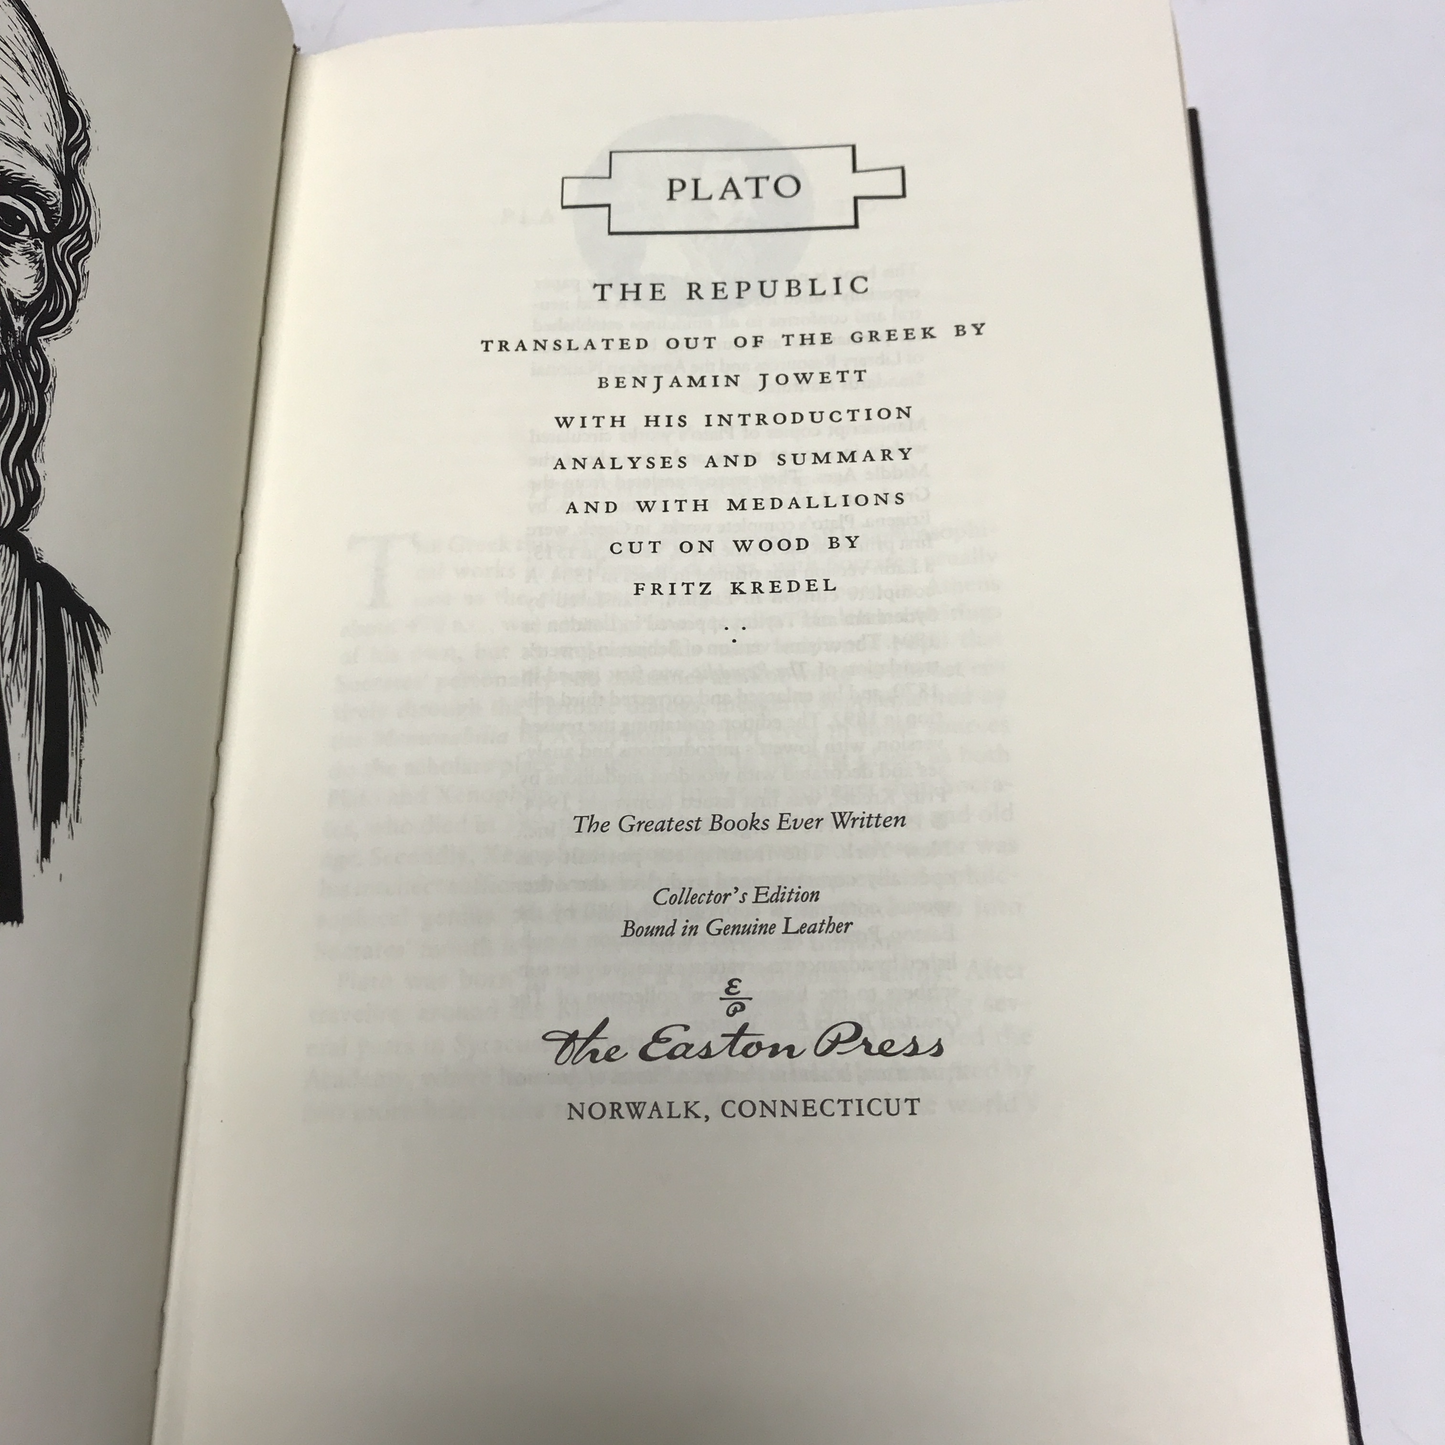 PLATO
THE REPUBLIC
TRANSLATED OUT OF THE GREEK BY
BENJAMIN JOWETT
WITH HIS INTRODUCTION
ANALYSES AND SUMMARY
AND WITH MEDALLIONS
CUT ON WOOD BY
FRITZ KREDEL
The Greatest Books Ever Written
Collector's Edition
Bound in Genuine Leather
E
P
The Easton Press
NORWALK, CONNECTICUT